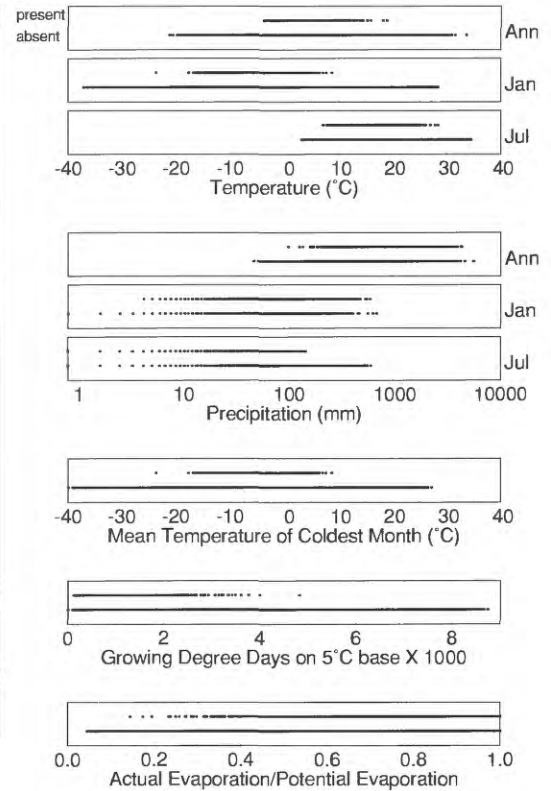 present
absent
Ann
Jan
Jul
-40 -30 -20 -10 0 10 20 30 40
Temperature (°C)
Ann
Jan
Jul
1 10 100 1000 10000
Precipitation (mm)
-40 -30 -20 -10 0 10 20 30 40
Mean Temperature of Coldest Month (°C)
0 2 4 6 8
Growing Degree Days on 5°C base X 1000
0.0 0.2 0.4 0.6 0.8 1.0
Actual Evaporation/Potential Evaporation